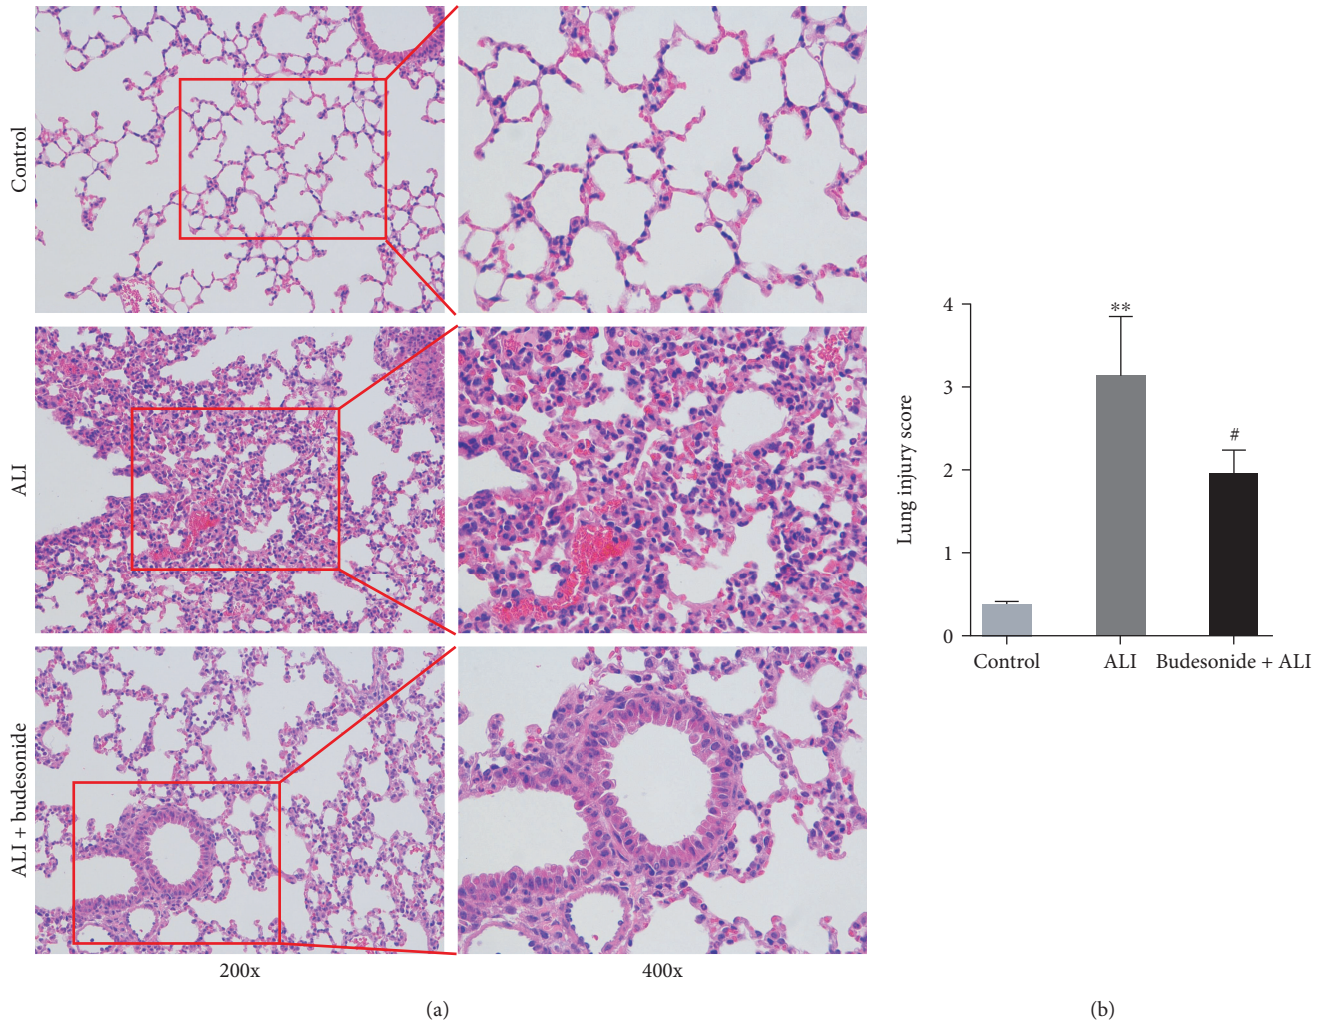 Control
ALI
ALI + budesonide
200x
400x
(a)
Lung injury score
4
3
2
1
0
**
#
Control
ALI
Budesonide + ALI
(b)